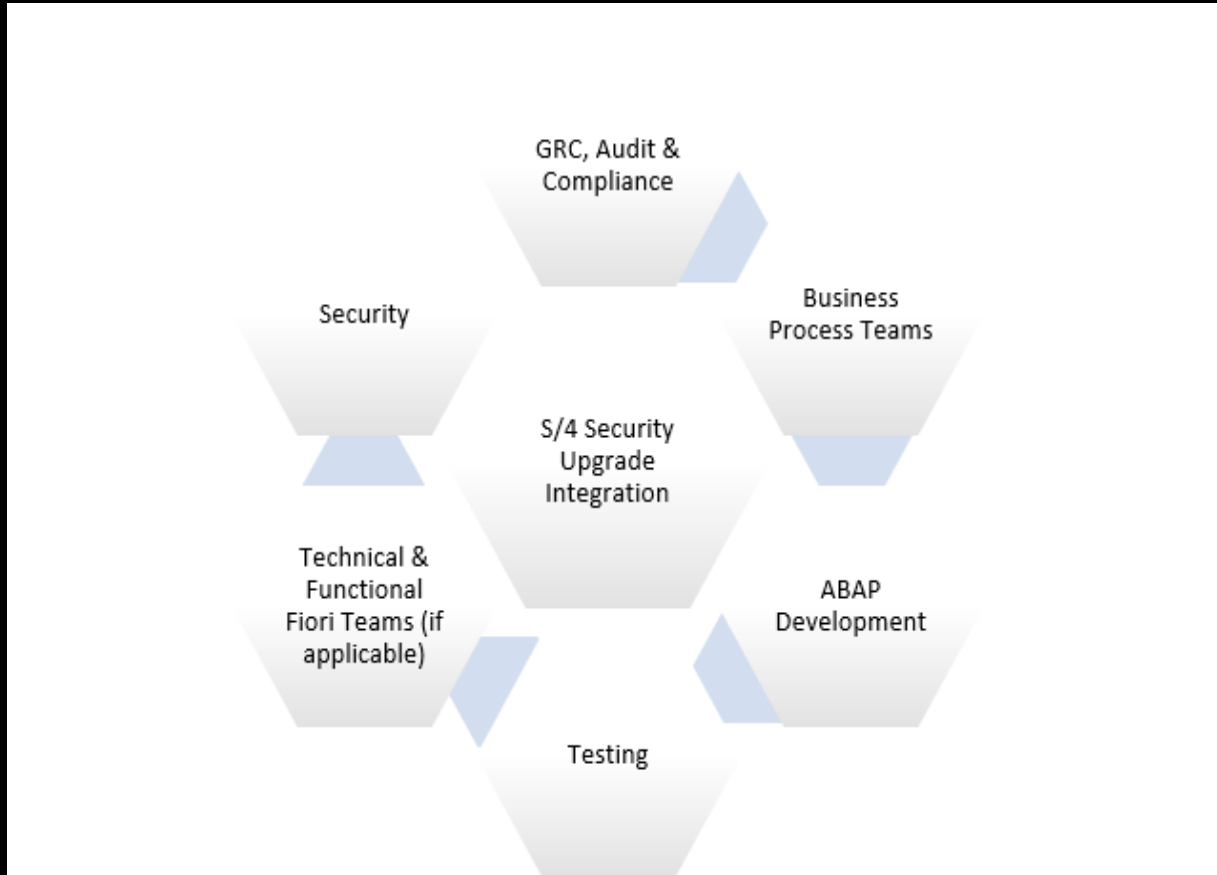 GRC, Audit &
Compliance
Security
Business
Process Teams
S/4 Security
Upgrade
Integration
Technical &
Functional
Fiori Teams (if
applicable)
ABAP
Development
Testing